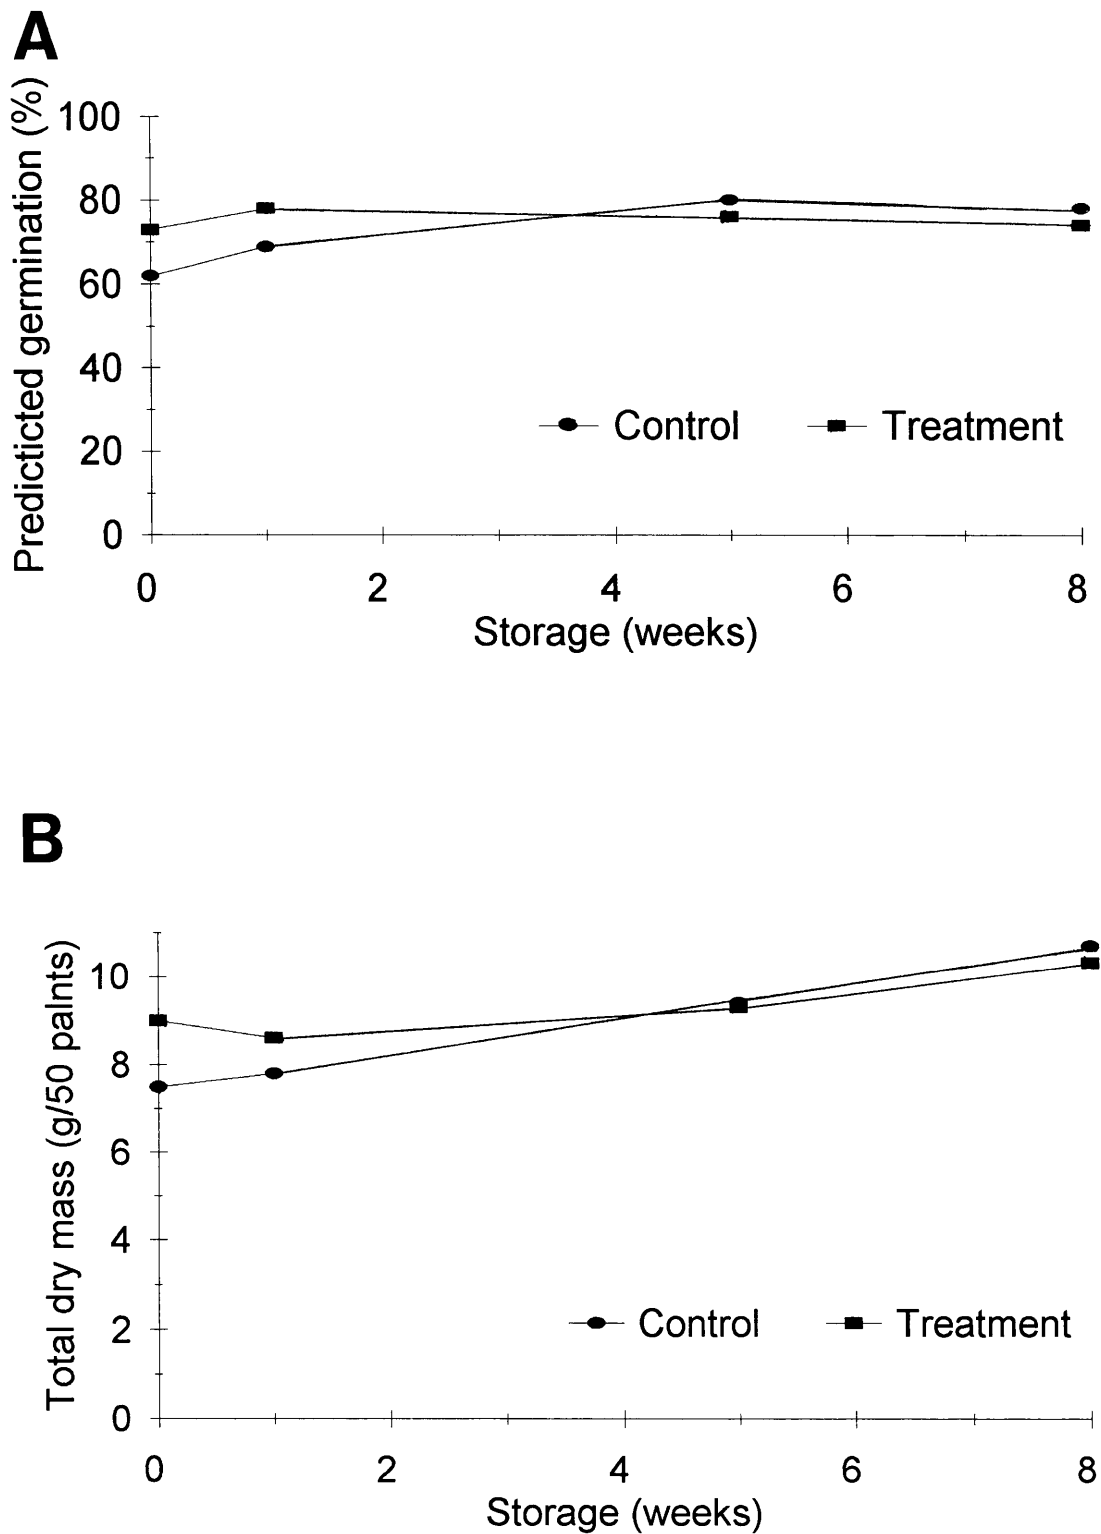 A
Predicticted germination (%)
100
80
60
40
20
0
Control
Treatment
0 2 4 6 8
Storage (weeks)
B
Total dry mass (g/50 palnts)
10
8
6
4
2
0
Control
Treatment
0 2 4 6 8
Storage (weeks)